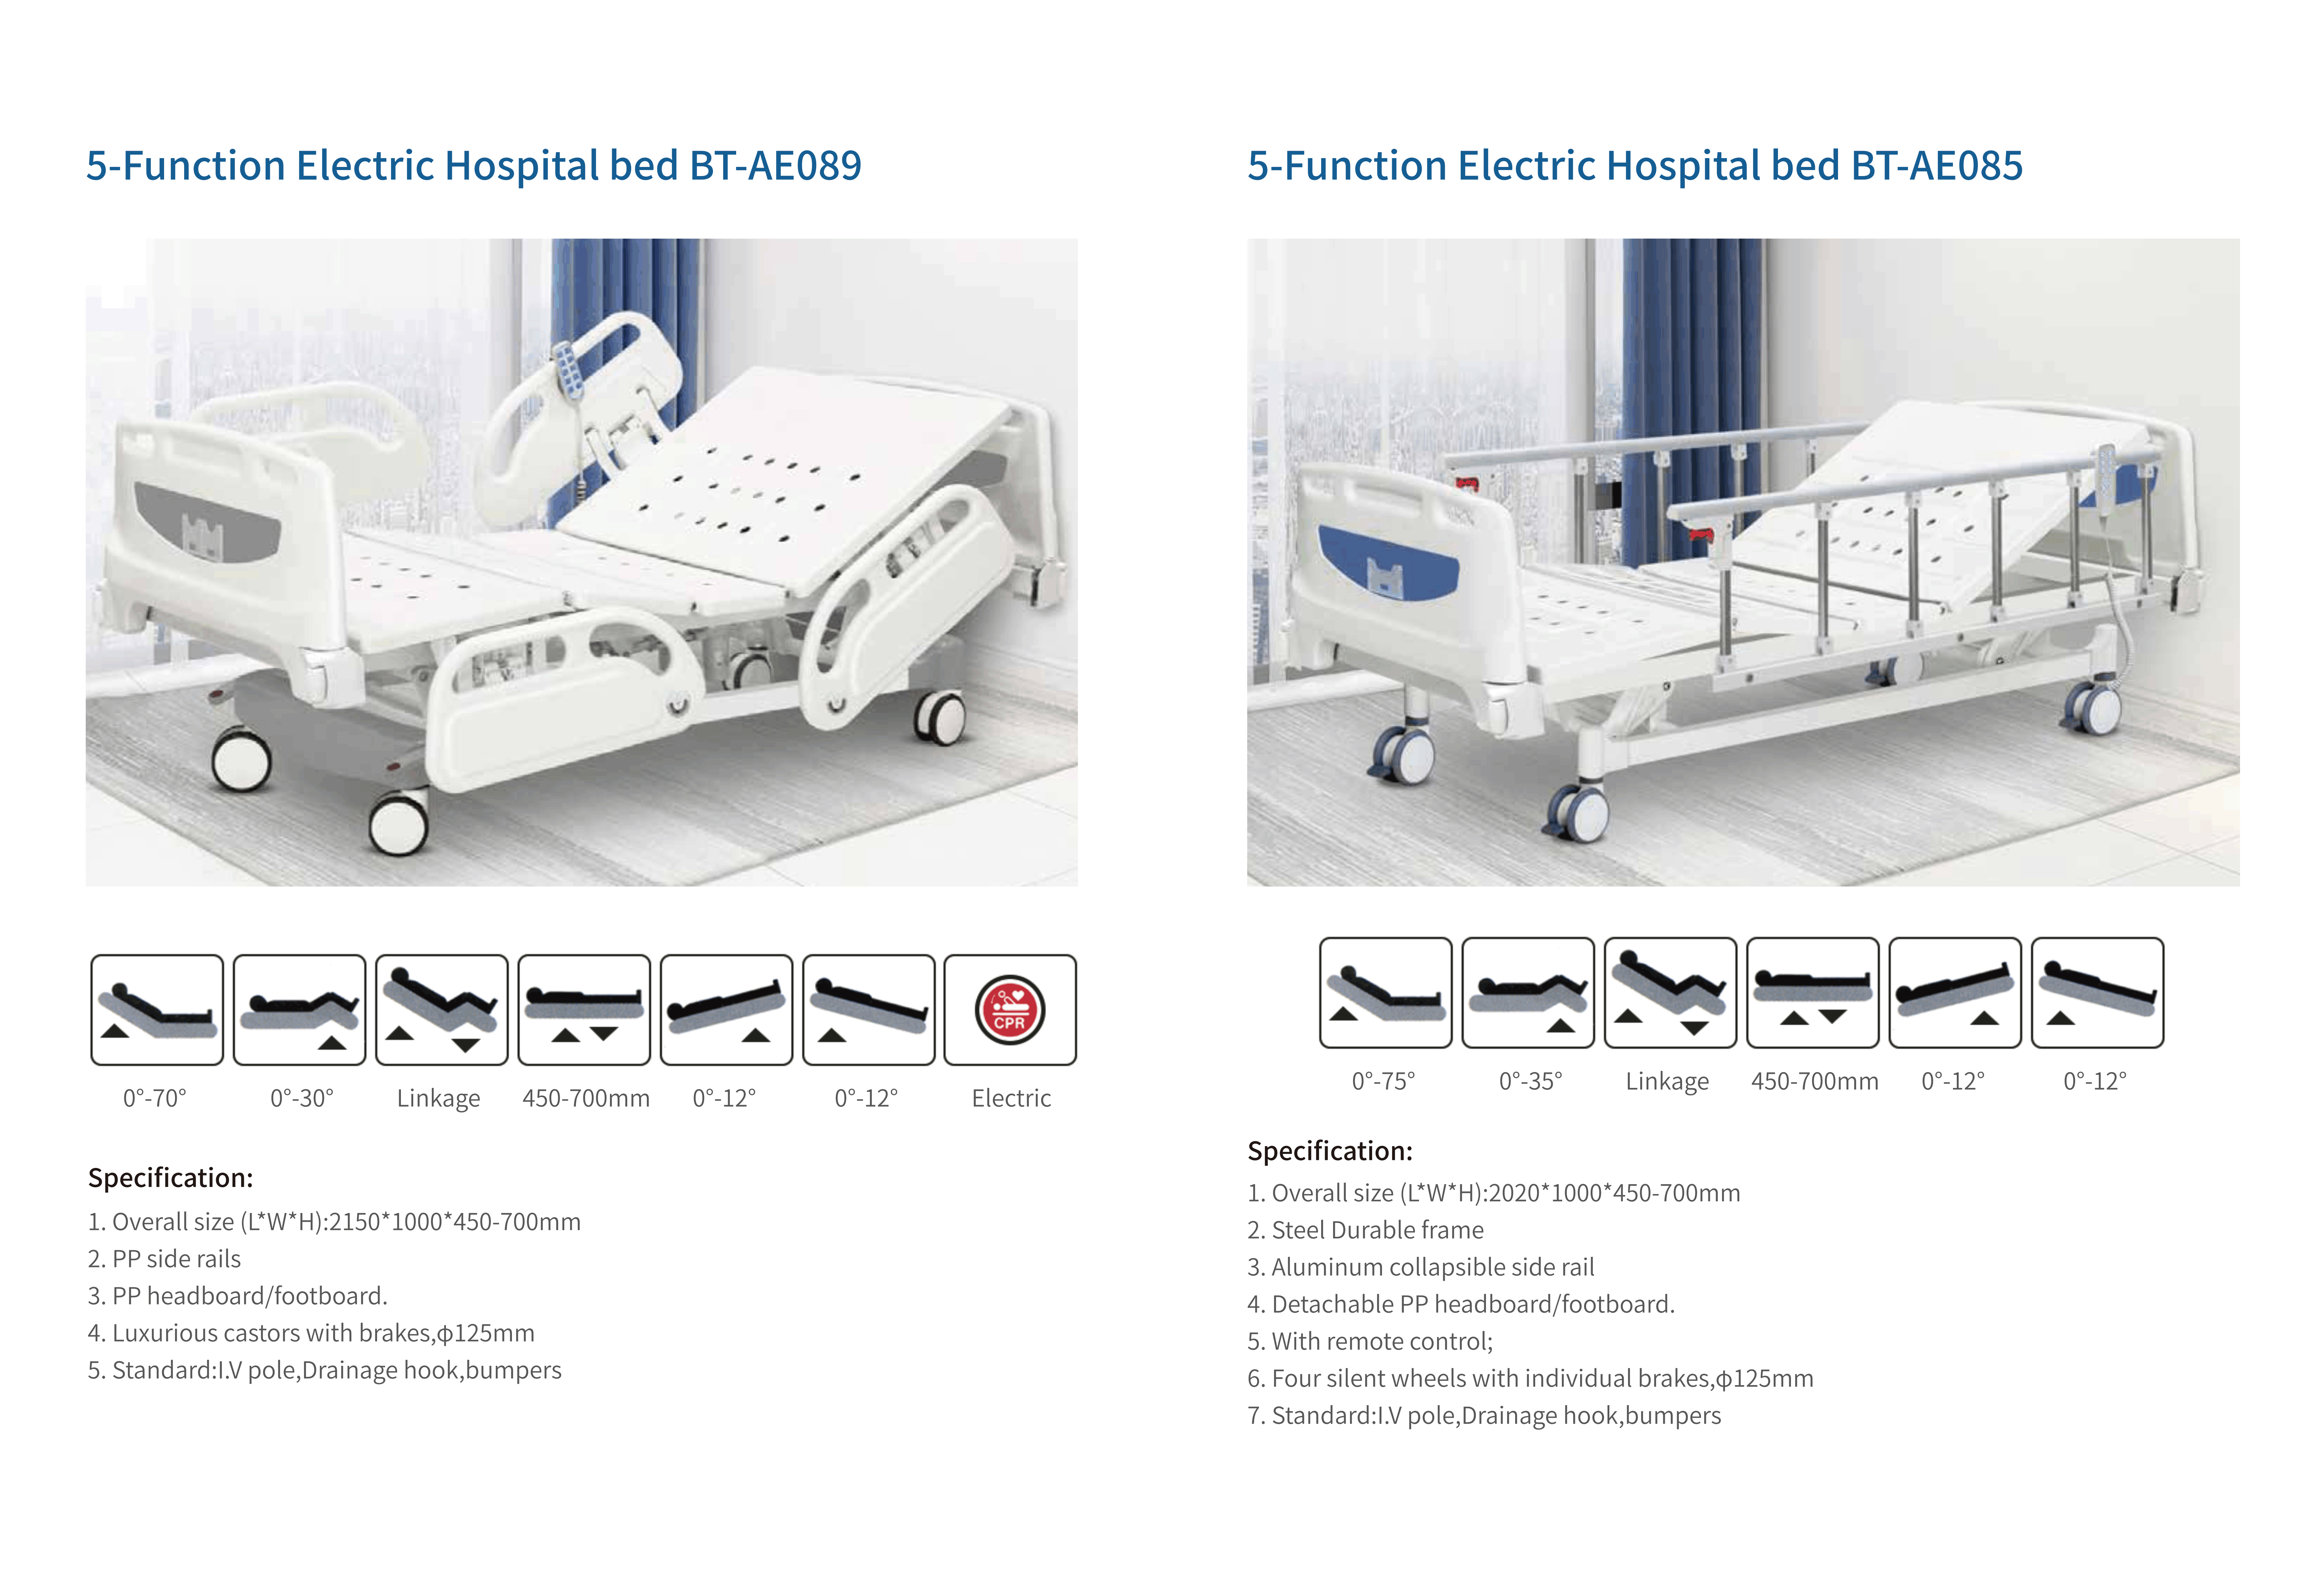 5-Function Electric Hospital bed BT-AE089
CPR
0°-70°
0°-30°
Linkage
450-700mm
0°-12°
0°-12°
Electric
Specification:
1. Overall size (L*W*H):2150*1000*450-700mm
2. PP side rails
3. PP headboard/footboard.
4. Luxurious castors with brakes,φ125mm
5. Standard:I.V pole,Drainage hook,bumpers
5-Function Electric Hospital bed BT-AE085
0°-75°
0°-35°
Linkage
450-700mm
0°-12°
0°-12°
Specification:
1. Overall size (L*W*H):2020*1000*450-700mm
2. Steel Durable frame
3. Aluminum collapsible side rail
4. Detachable PP headboard/footboard.
5. With remote control;
6. Four silent wheels with individual brakes,φ125mm
7. Standard:I.V pole,Drainage hook,bumpers